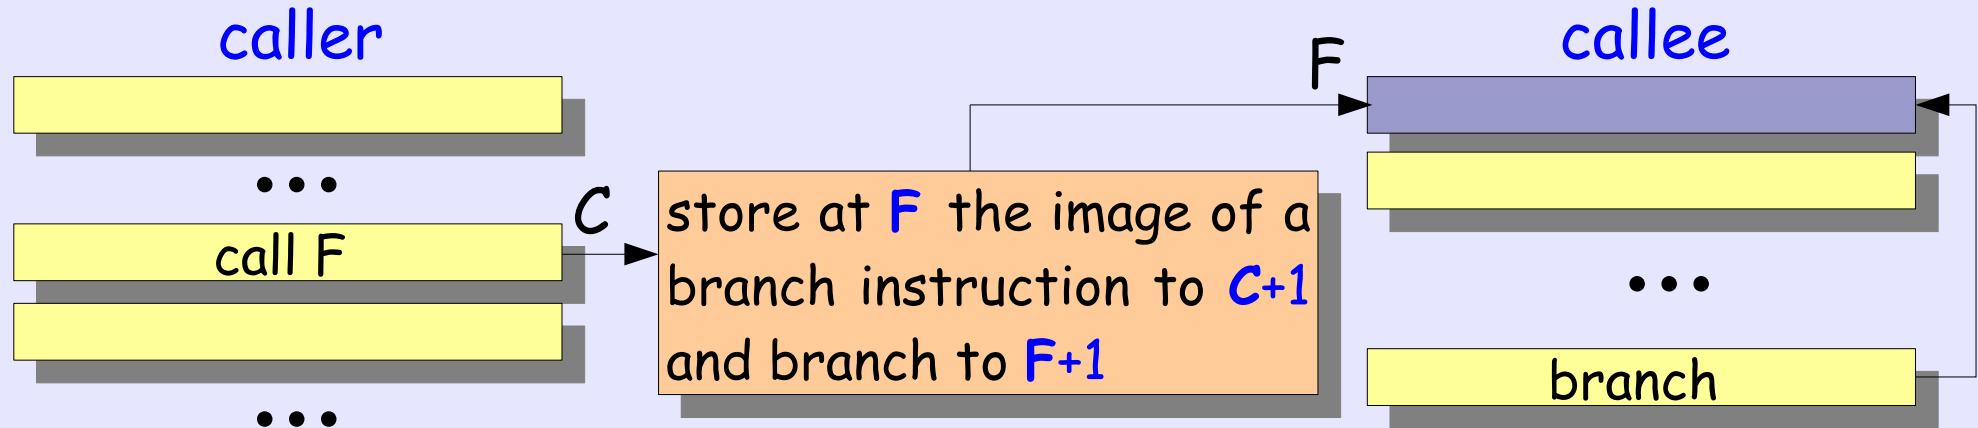 caller
callee
F
• • •
C
store at F the image of a
call F
branch instruction to C+1
• • •
and branch to F+1
branch
• • •